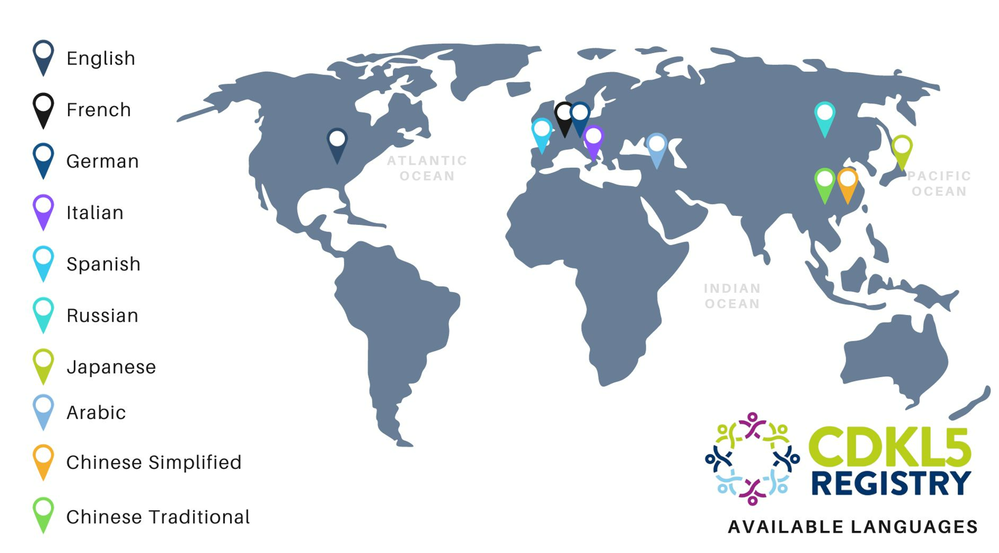 English
French
German
Italian
Spanish
Russian
Japanese
Arabic
Chinese Simplified
Chinese Traditional
ATLANTIC
OCEAN
PACIFIC
OCEAN
INDIAN
OCEAN
CDKL5
REGISTRY
AVAILABLE LANGUAGES